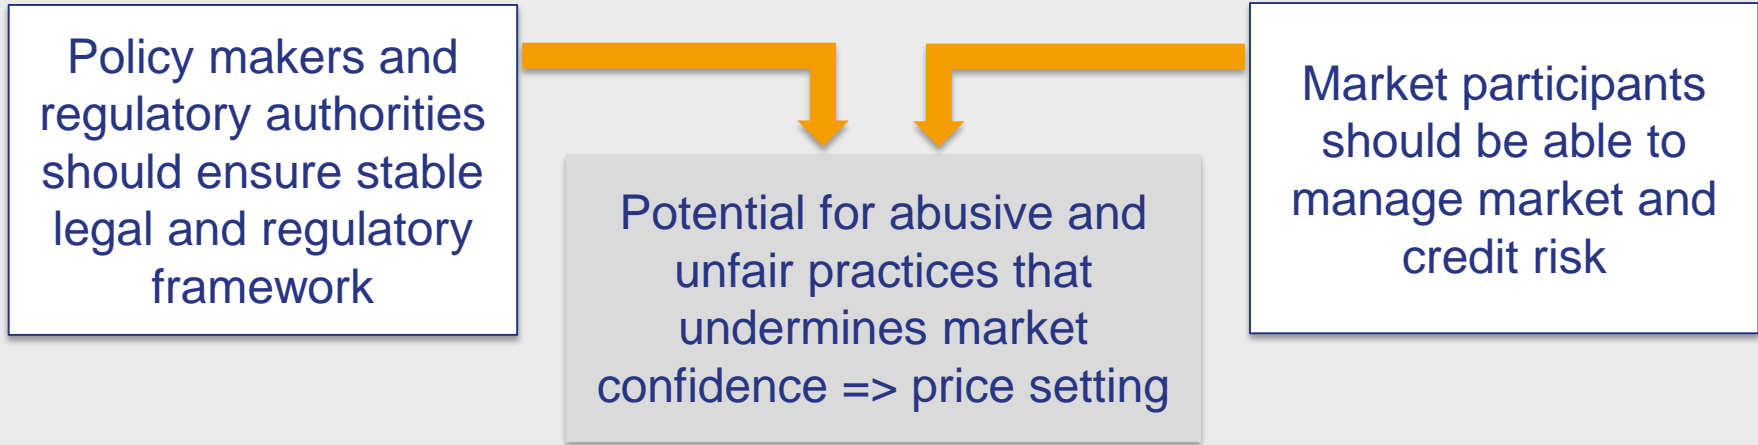 Policy makers and
regulatory authorities
should ensure stable
legal and regulatory
framework
Potential for abusive and
unfair practices that
undermines market
confidence => price setting
Market participants
should be able to
manage market and
credit risk